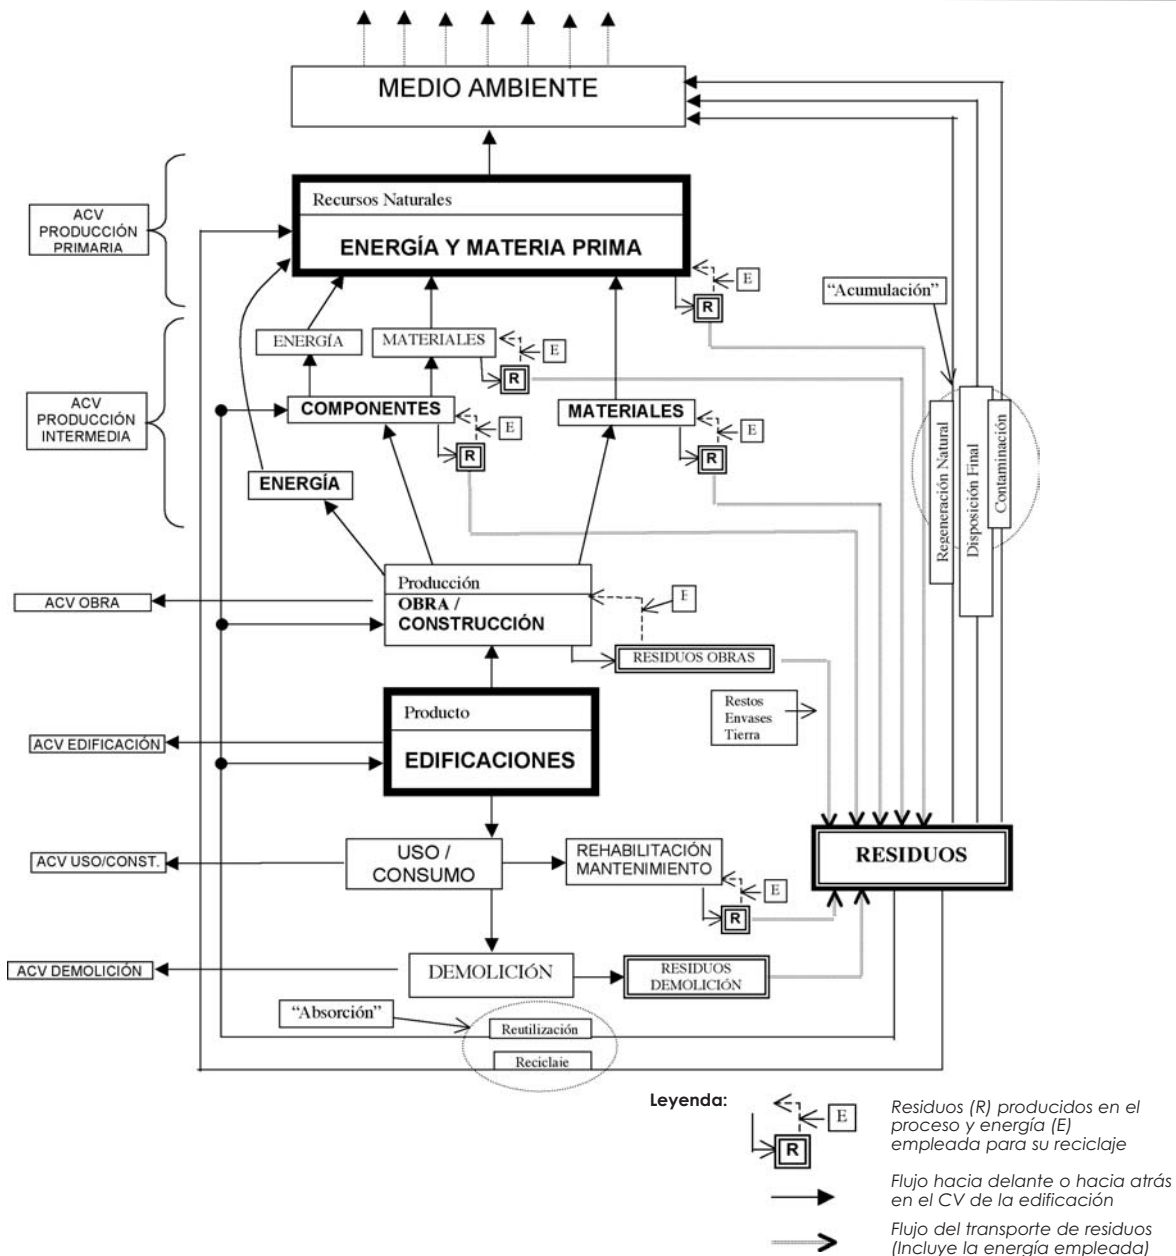 MEDIO AMBIENTE
ACV
PRODUCCIÓN
PRIMARIA
Recursos Naturales
ENERGÍA Y MATERIA PRIMA
E
R
"Acumulación"
ENERGÍA
MATERIALES
E
R
ACV
PRODUCCIÓN
INTERMEDIA
COMPONENTES
E
R
MATERIALES
E
R
ENERGÍA
Regeneración Natural
Disposición Final
Contaminación
ACV OBRA
Producción
OBRA /
CONSTRUCCIÓN
E
RESIDUOS OBRAS
Restos
Envases
Tierra
ACV EDIFICACIÓN
Producto
EDIFICACIONES
ACV USO/CONST.
USO /
CONSUMO
REHABILITACIÓN
MANTENIMIENTO
E
R
RESIDUOS
ACV DEMOLICIÓN
DEMOLICIÓN
RESIDUOS
DEMOLICIÓN
"Absorción"
Reutilización
Reciclaje
Leyenda:
E
R
Residuos (R) producidos en el
proceso y energía (E)
empleada para su reciclaje
Flujo hacia delante o hacia atrás
en el CV de la edificación
Flujo del transporte de residuos
(Incluye la energía empleada)